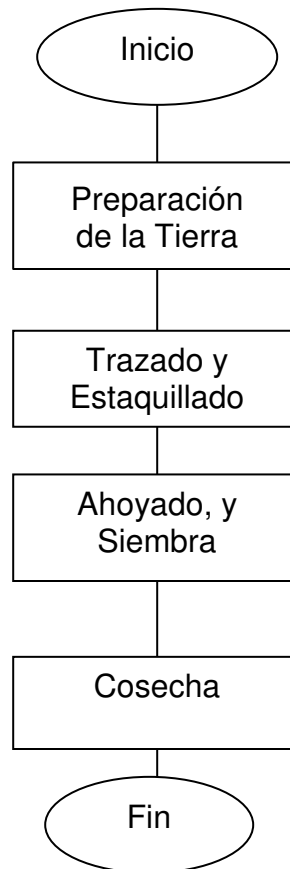 Inicio
Preparación
de la Tierra
Trazado y
Estaquillado
Ahoyado, y
Siembra
Cosecha
Fin